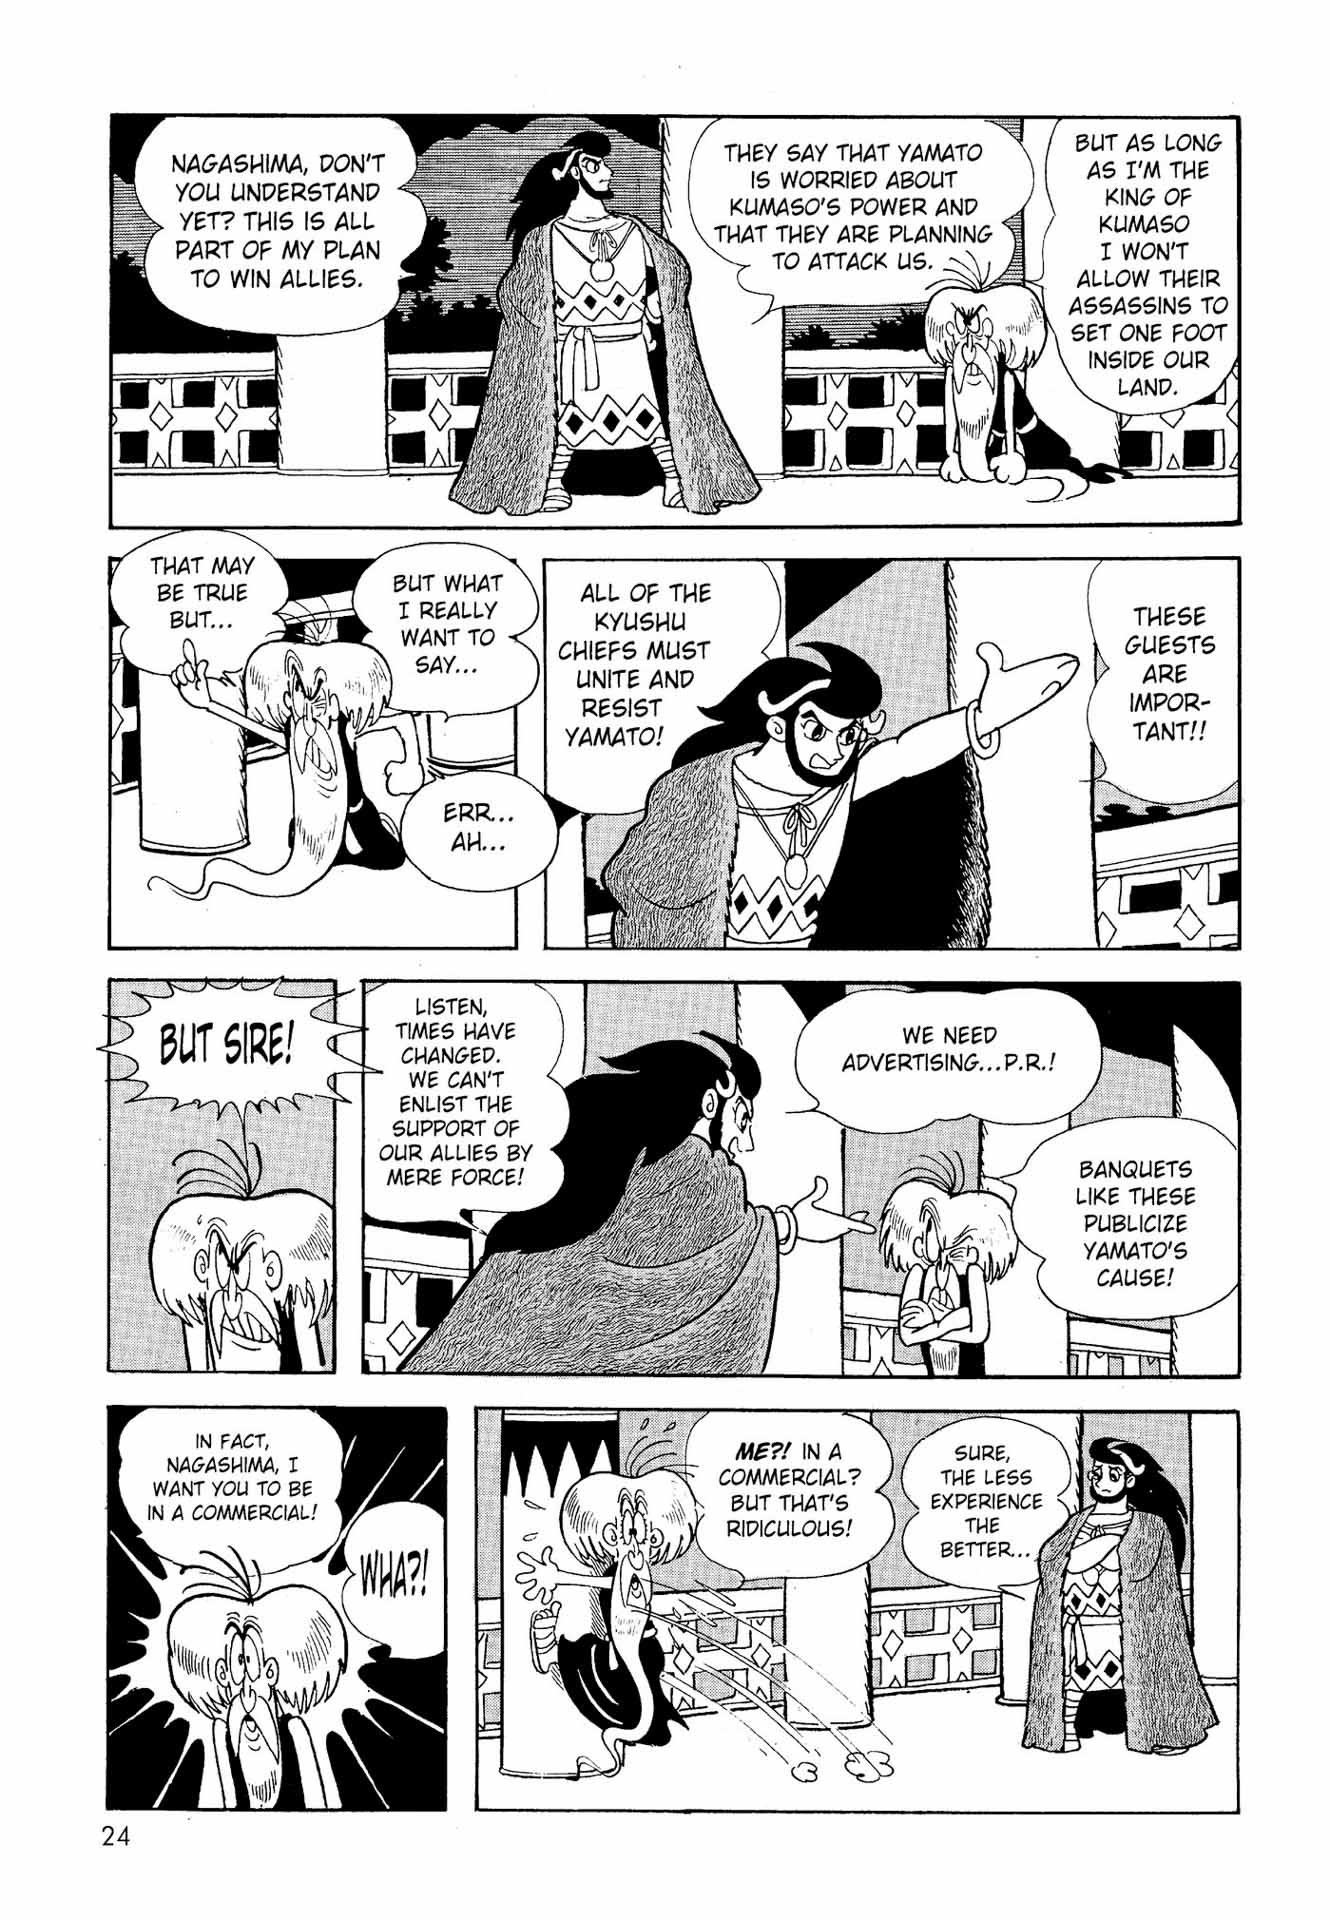 NAGASHIMA, DON'T
YOU UNDERSTAND
YET? THIS IS ALL
PART OF MY PLAN
TO WIN ALLIES.
THEY SAY THAT YAMATO
IS WORRIED ABOUT
KUMASO'S POWER AND
THAT THEY ARE PLANNING
TO ATTACK US.
BUT AS LONG
AS I'M THE
KING OF
KUMASO
I WON'T
ALLOW THEIR
ASSASSINS TO
SET ONE FOOT
INSIDE OUR
LAND.
THAT MAY
BE TRUE
BUT...
BUT WHAT
I REALLY
WANT TO
SAY...
ERR...
AH...
ALL OF THE
KYUSHU
CHIEFS MUST
UNITE AND
RESIST
YAMATO!
THESE
GUESTS
ARE
IMPOR-
TANT!!
BUT SIRE!
LISTEN,
TIMES HAVE
CHANGED.
WE CAN'T
ENLIST THE
SUPPORT OF
OUR ALLIES BY
MERE FORCE!
WE NEED
ADVERTISING...P.R.!
BANQUETS
LIKE THESE
PUBLICIZE
YAMATO'S
CAUSE!
IN FACT,
NAGASHIMA, I
WANT YOU TO BE
IN A COMMERCIAL!
WHA?!
ME?! IN A
COMMERCIAL?
BUT THAT'S
RIDICULOUS!
SURE,
THE LESS
EXPERIENCE
THE
BETTER...
24